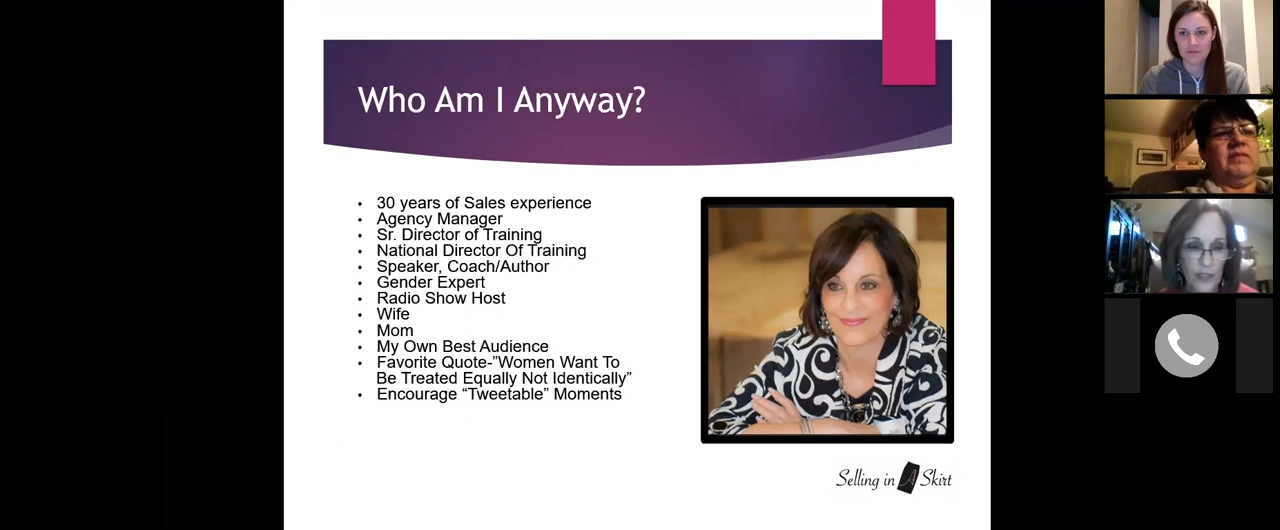 Who Am I Anyway?
• 30 years of Sales experience
• Agency Manager
• Sr. Director of Training
• National Director Of Training
• Speaker, Coach/Author
• Gender Expert
• Radio Show Host
• Wife
• Mom
• My Own Best Audience
• Favorite Quote-”Women Want To
Be Treated Equally Not Identically”
• Encourage “Tweetable” Moments
Selling in A Skirt